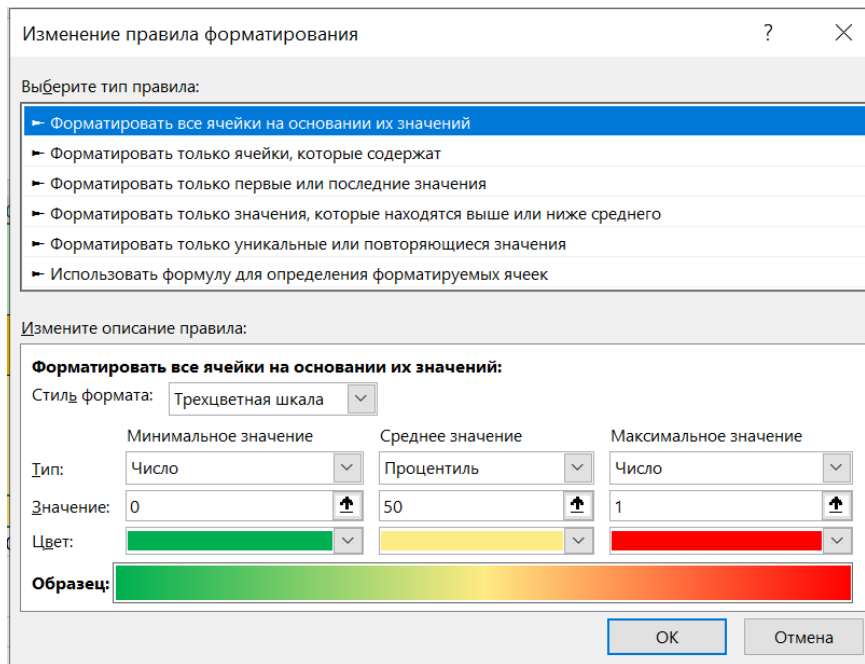 Изменение правила форматирования ?
Выберите тип правила:
► Форматировать все ячейки на основании их значений
► Форматировать только ячейки, которые содержат
► Форматировать только первые или последние значения
► Форматировать только значения, которые находятся выше или ниже среднего
► Форматировать только уникальные или повторяющиеся значения
► Использовать формулу для определения форматируемых ячеек
Измените описание правила:
Форматировать все ячейки на основании их значений:
Стиль формата: Трехцветная шкала
Минимальное значение Среднее значение Максимальное значение
Тип: Число Процентиль Число
Значение: 0 50 1
Цвет:
Образец:
ОК Отмена